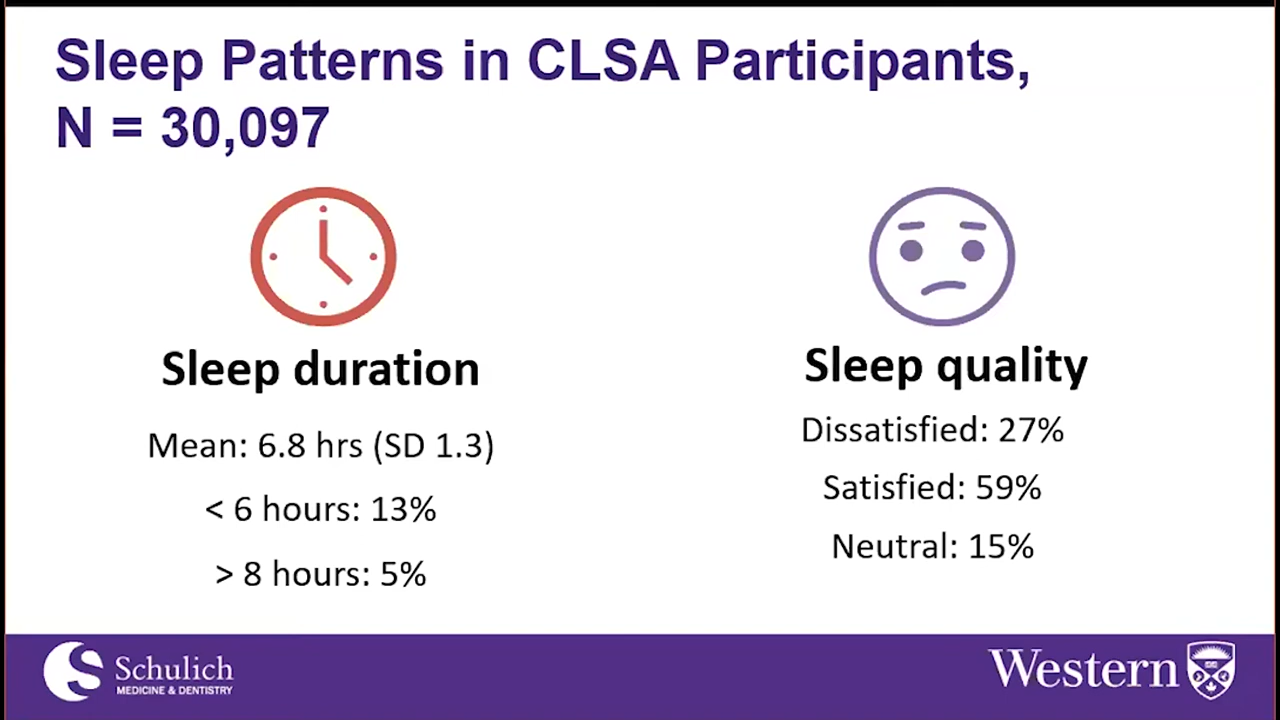 Sleep Patterns in CLSA Participants,
N = 30,097
Sleep duration
Mean: 6.8 hrs (SD 1.3)
< 6 hours: 13%
> 8 hours: 5%
Sleep quality
Dissatisfied: 27%
Satisfied: 59%
Neutral: 15%
Schulich
MEDICINE & DENTISTRY
Western